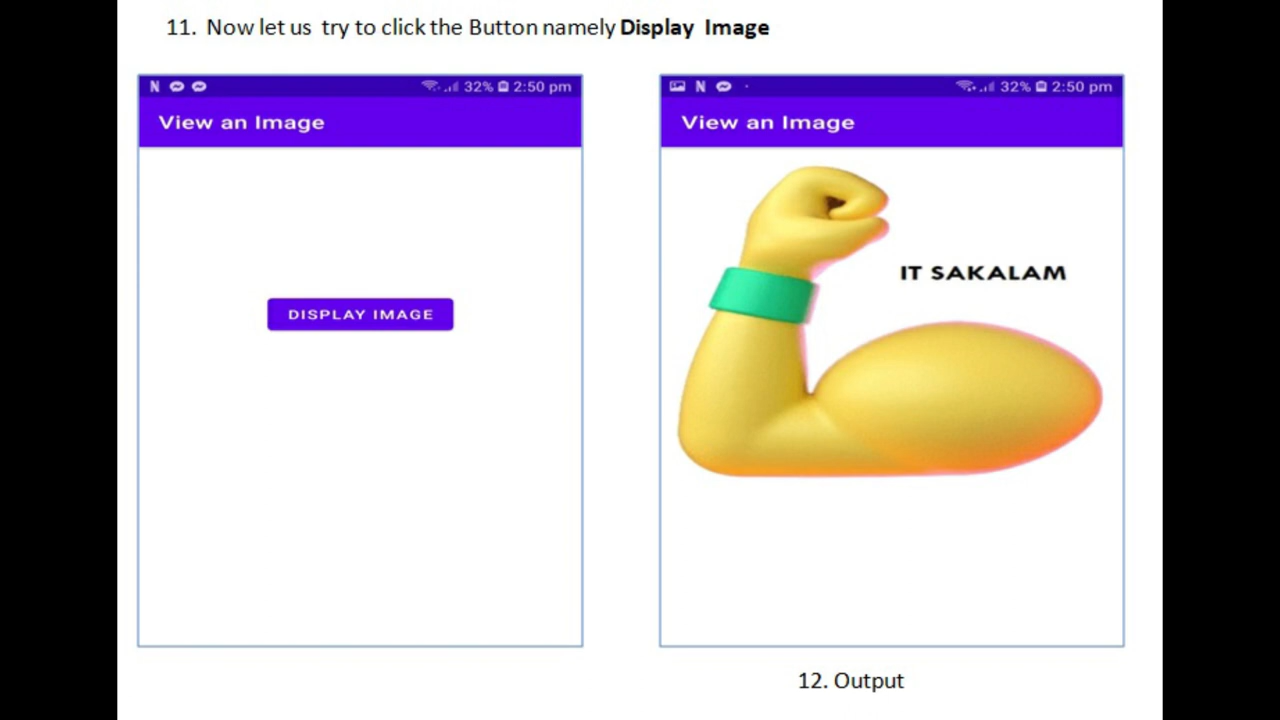 11. Now let us try to click the Button namely Display Image
N 32% 2:50 pm
View an Image
DISPLAY IMAGE
N 32% 2:50 pm
View an Image
IT SAKALAM
12. Output